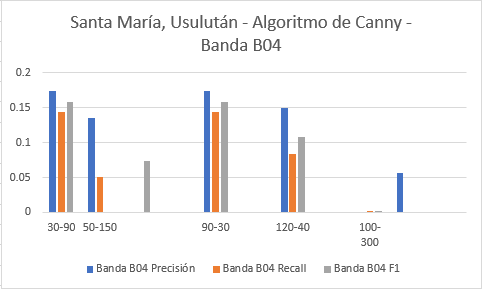 Santa María, Usulután - Algoritmo de Canny -
Banda B04
0.2
0.15
0.1
0.05
0
30-90 50-150 90-30 120-40 100-
300
Banda B04 Precisión Banda B04 Recall Banda B04 F1